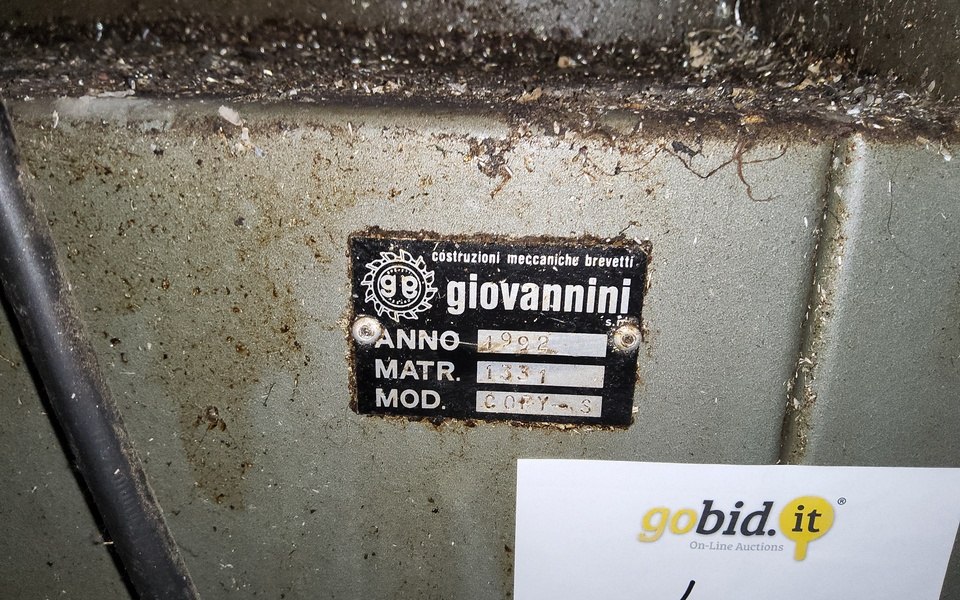 costruzioni meccaniche brevetti
giovannini
ANNO 1992
MATR. 1331
MOD. COPY-S
gobid.it®
On-Line Auctions